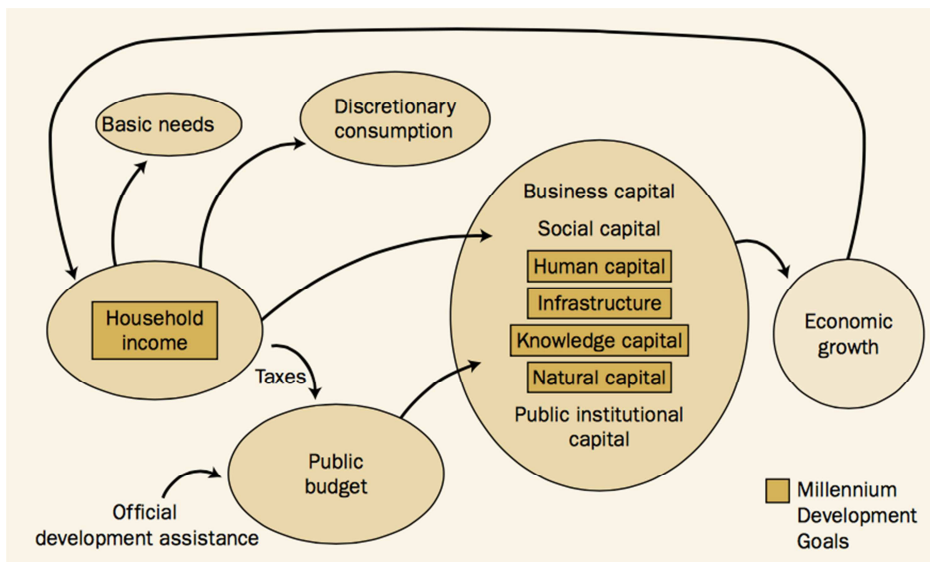 Basic needs
Discretionary
consumption
Business capital
Social capital
Human capital
Infrastructure
Knowledge capital
Natural capital
Public institutional
capital
Household
income
Economic
growth
Taxes
Public
budget
Official
development assistance
Millennium
Development
Goals